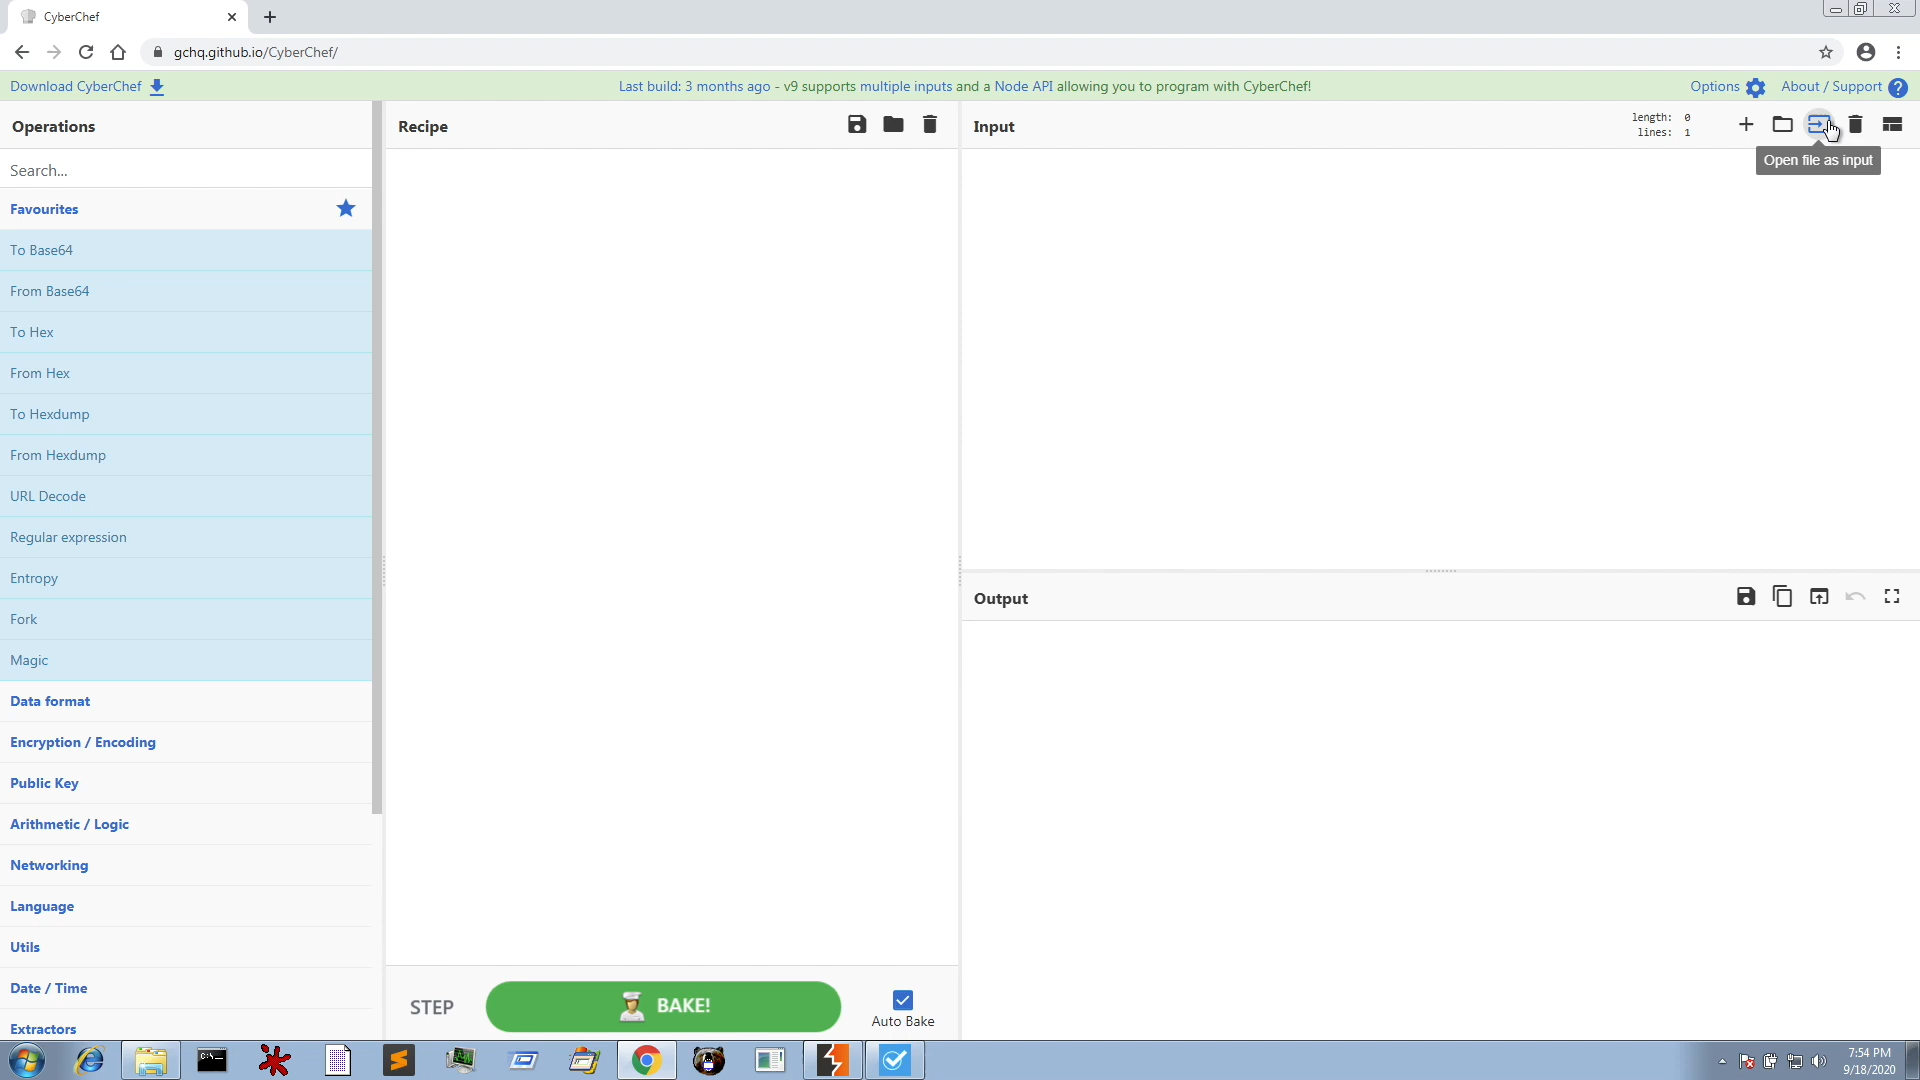 CyberChef
gchq.github.io/CyberChef/
Download CyberChef
Last build: 3 months ago - v9 supports multiple inputs and a Node API allowing you to program with CyberChef!
Options
About / Support
Operations
Recipe
Input
length: 0
lines: 1
Open file as input
Search...
Favourites
To Base64
From Base64
To Hex
From Hex
To Hexdump
From Hexdump
URL Decode
Regular expression
Entropy
Fork
Magic
Data format
Encryption / Encoding
Public Key
Arithmetic / Logic
Networking
Language
Utils
Date / Time
Extractors
Output
STEP
BAKE!
Auto Bake
C:\_
7:54 PM
9/18/2020